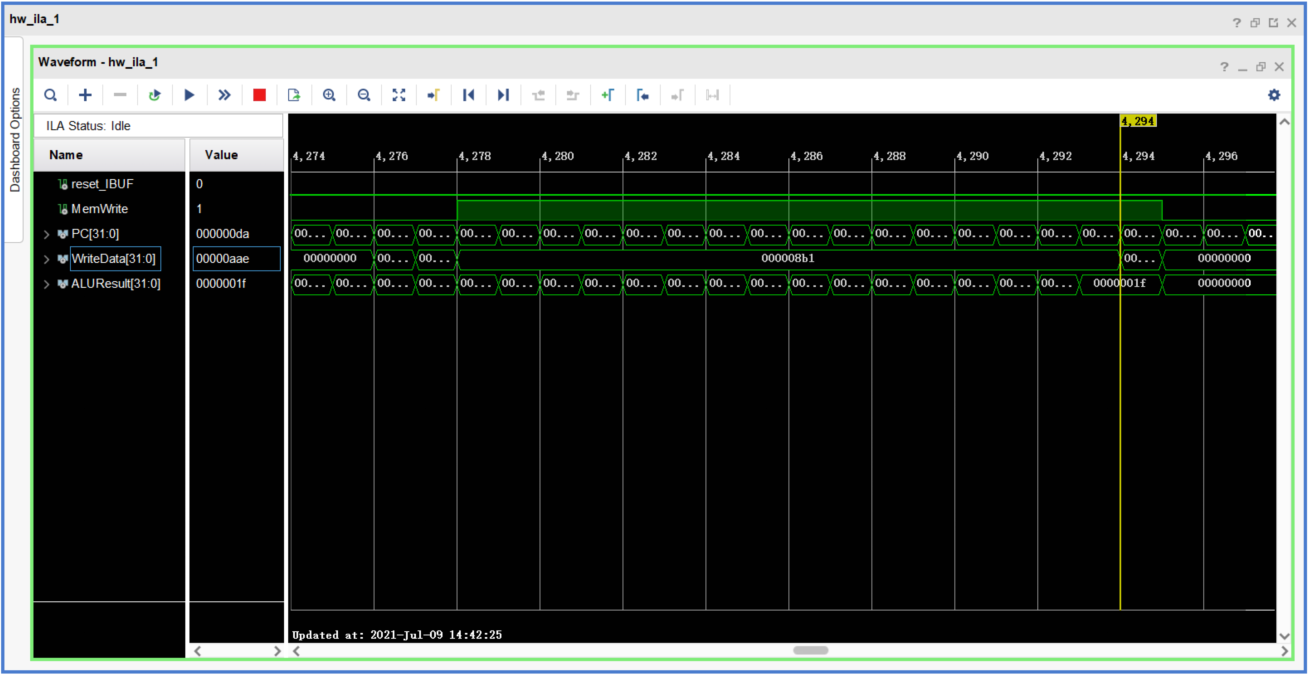 hw_ila_1
Dashboard Options
Waveform - hw_ila_1
ILA Status: Idle
Name Value
4,294
4,274 4,276 4,278 4,280 4,282 4,284 4,286 4,288 4,290 4,292 4,294 4,296
reset_IBUF 0
MemWrite 1
PC[31:0] 000000da 00... 00... 00... 00... 00... 00... 00... 00... 00... 00... 00... 00... 00... 00... 00... 00... 00... 00... 00... 00... 00... 00... 00... 00..
WriteData[31:0] 00000aae 00000000 00... 00... 000008b1 00... 00000000
ALUResult[31:0] 0000001f 00... 00... 00... 00... 00... 00... 00... 00... 00... 00... 00... 00... 00... 00... 00... 00... 00... 00... 00... 0000001f 00000000
Updated at: 2021-Jul-09 14:42:25